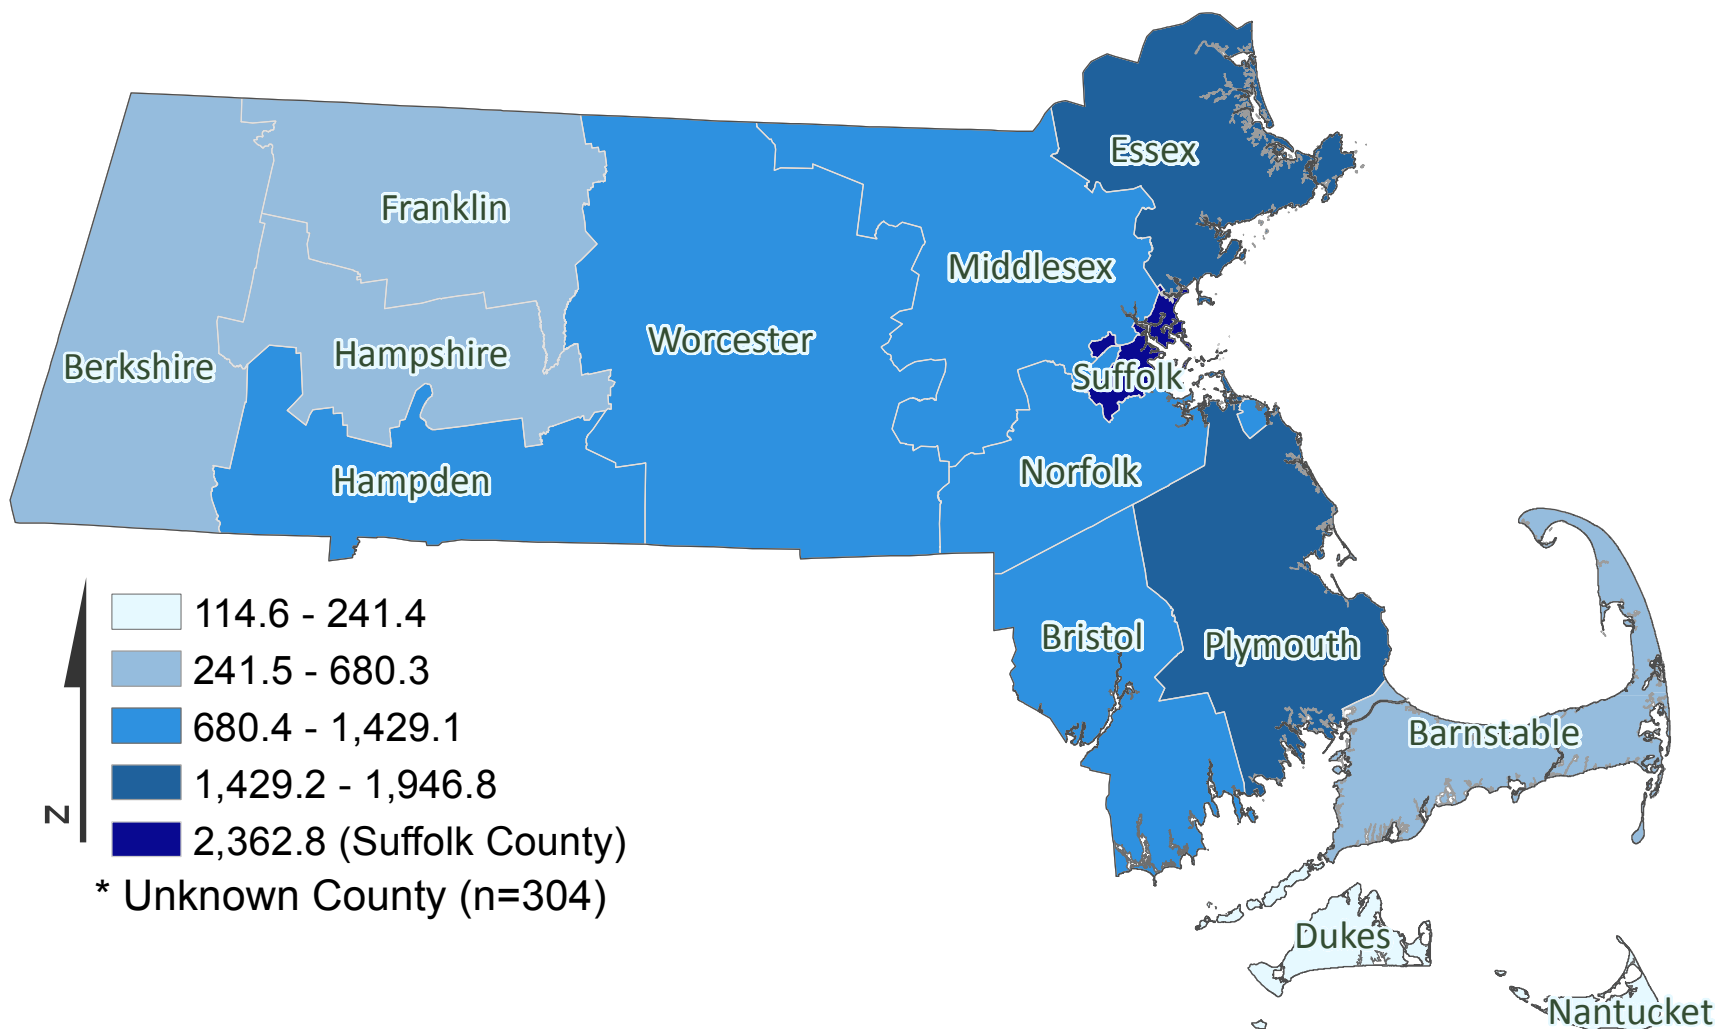 Essex
Franklin
Middlesex
Worcester
Hampshire
Berkshire
Suffolk
Norfolk
Hampden
114.6 - 241.4
241.5 - 680.3
680.4 - 1,429.1
1,429.2 - 1,946.8
2,362.8 (Suffolk County)
* Unknown County (n=304)
N
Bristol
Plymouth
Barnstable
Dukes
Nantucket